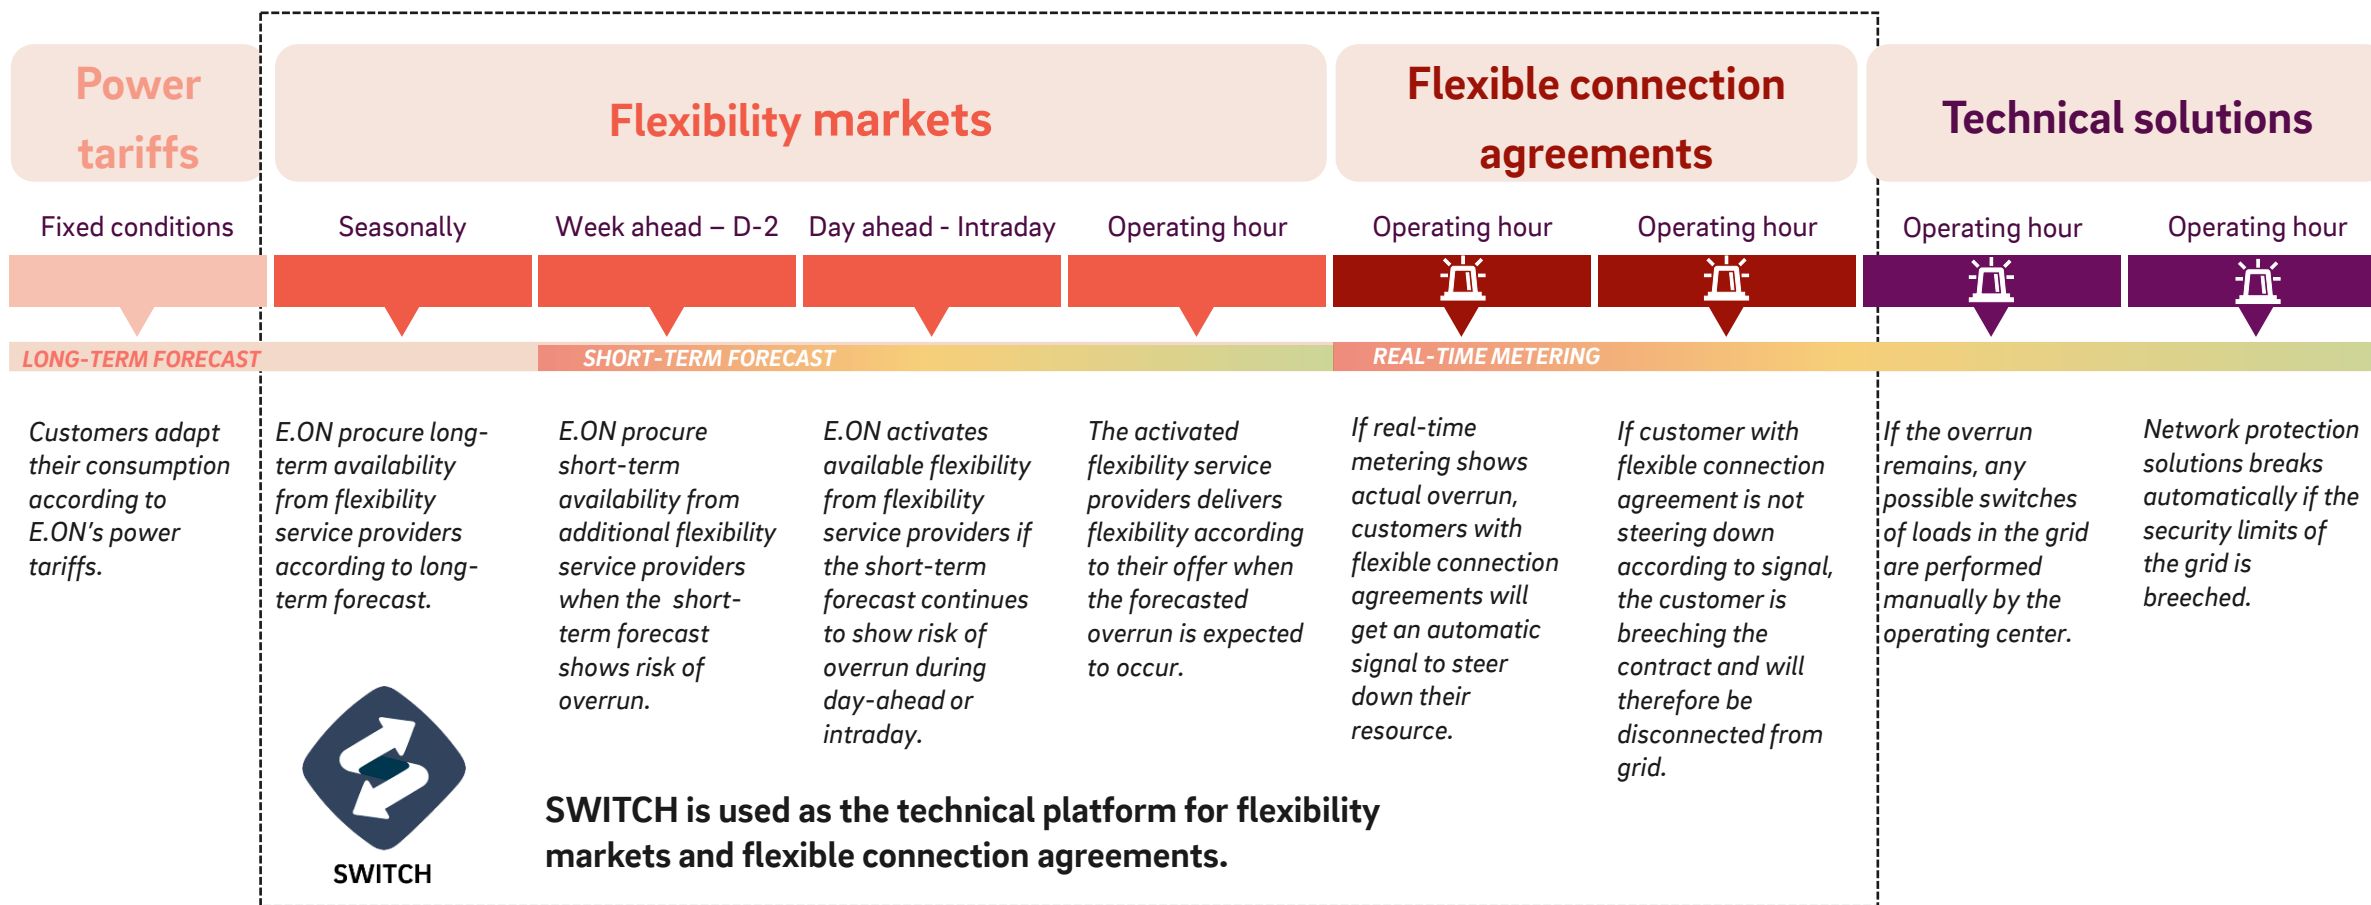 Power
tariffs
Flexibility markets
Flexible connection
agreements
Technical solutions
Fixed conditions
Seasonally
Week ahead – D-2
Day ahead - Intraday
Operating hour
Operating hour
Operating hour
Operating hour
Operating hour
LONG-TERM FORECAST
SHORT-TERM FORECAST
REAL-TIME METERING
Customers adapt
their consumption
according to
E.ON's power
tariffs.
E.ON procure long-
term availability
from flexibility
service providers
according to long-
term forecast.
E.ON procure
short-term
availability from
additional flexibility
service providers
when the short-
term forecast
shows risk of
overrun.
E.ON activates
available flexibility
from flexibility
service providers if
the short-term
forecast continues
to show risk of
overrun during
day-ahead or
intraday.
The activated
flexibility service
providers delivers
flexibility according
to their offer when
the forecasted
overrun is expected
to occur.
If real-time
metering shows
actual overrun,
customers with
flexible connection
agreements will
get an automatic
signal to steer
down their
resource.
If customer with
flexible connection
agreement is not
steering down
according to signal,
the customer is
breeching the
contract and will
therefore be
disconnected from
grid.
If the overrun
remains, any
possible switches
of loads in the grid
are performed
manually by the
operating center.
Network protection
solutions breaks
automatically if the
security limits of
the grid is
breeched.
SWITCH
SWITCH is used as the technical platform for flexibility
markets and flexible connection agreements.